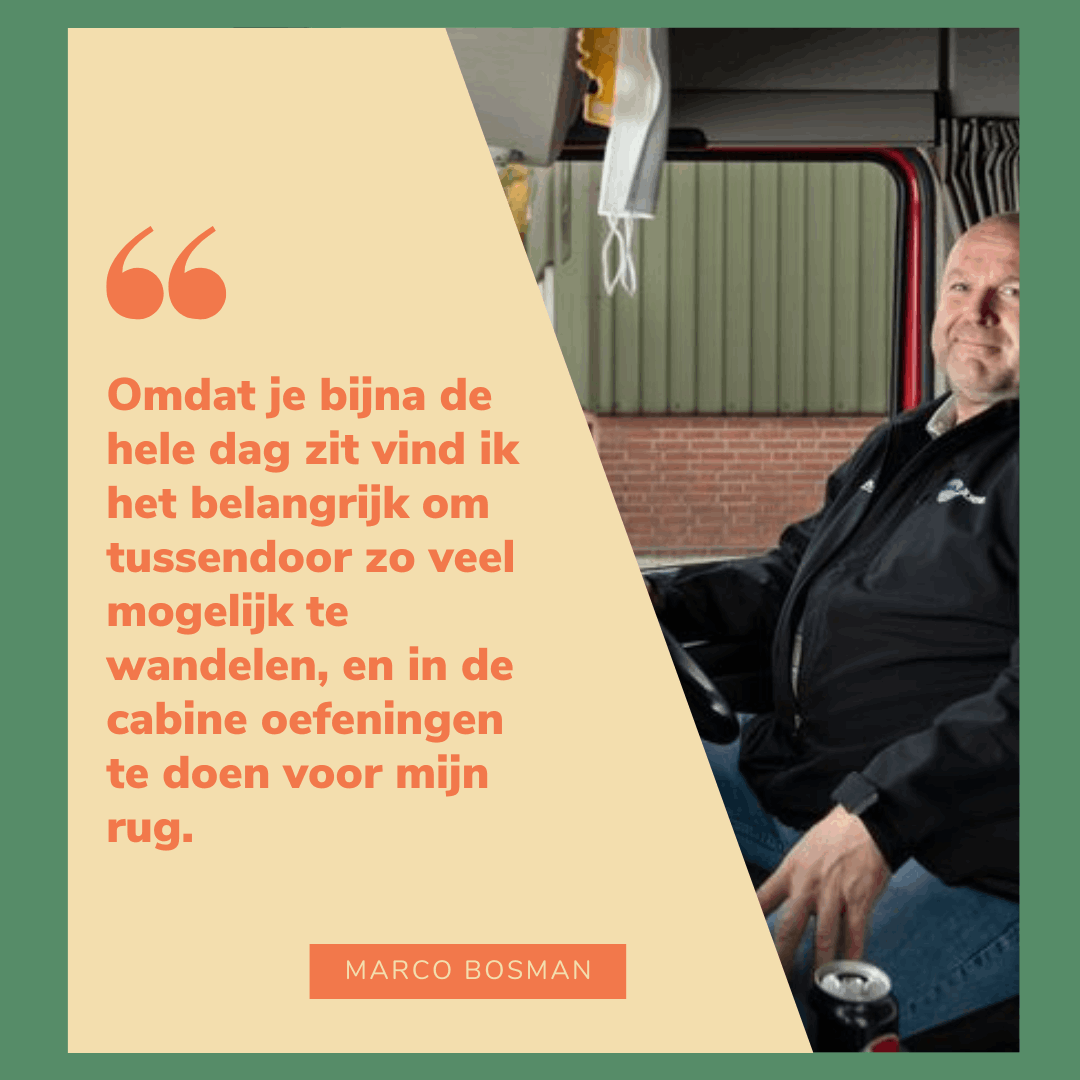 Omdat je bijna de
hele dag zit vind ik
het belangrijk om
tussendoor zo veel
mogelijk te
wandelen, en in de
cabine oefeningen
te doen voor mijn
rug.
MARCO BOSMAN